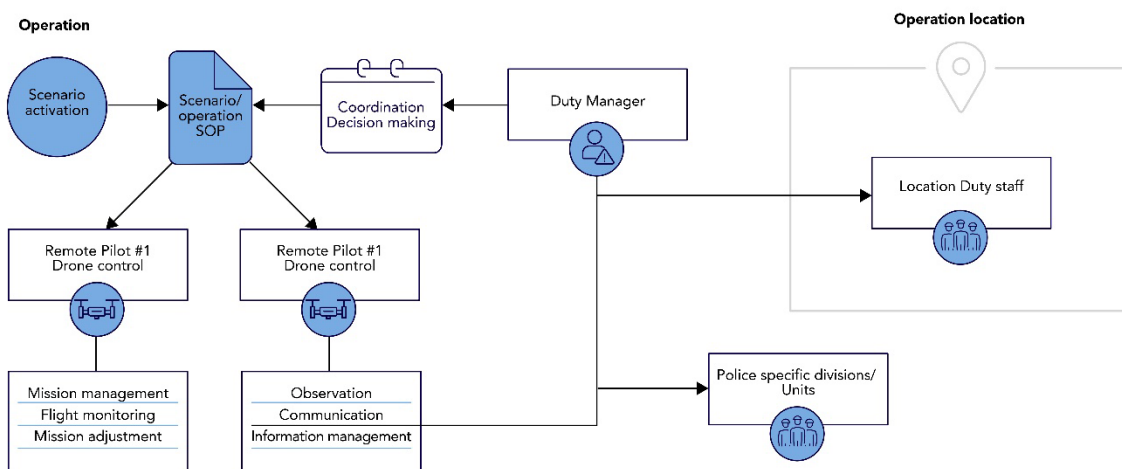 Operation
Operation location
Scenario
activation
Scenario/
operation
SOP
Coordination
Decision making
Duty Manager
Location Duty staff
Remote Pilot #1
Drone control
Remote Pilot #1
Drone control
Mission management
Flight monitoring
Mission adjustment
Observation
Communication
Information management
Police specific divisions/
Units